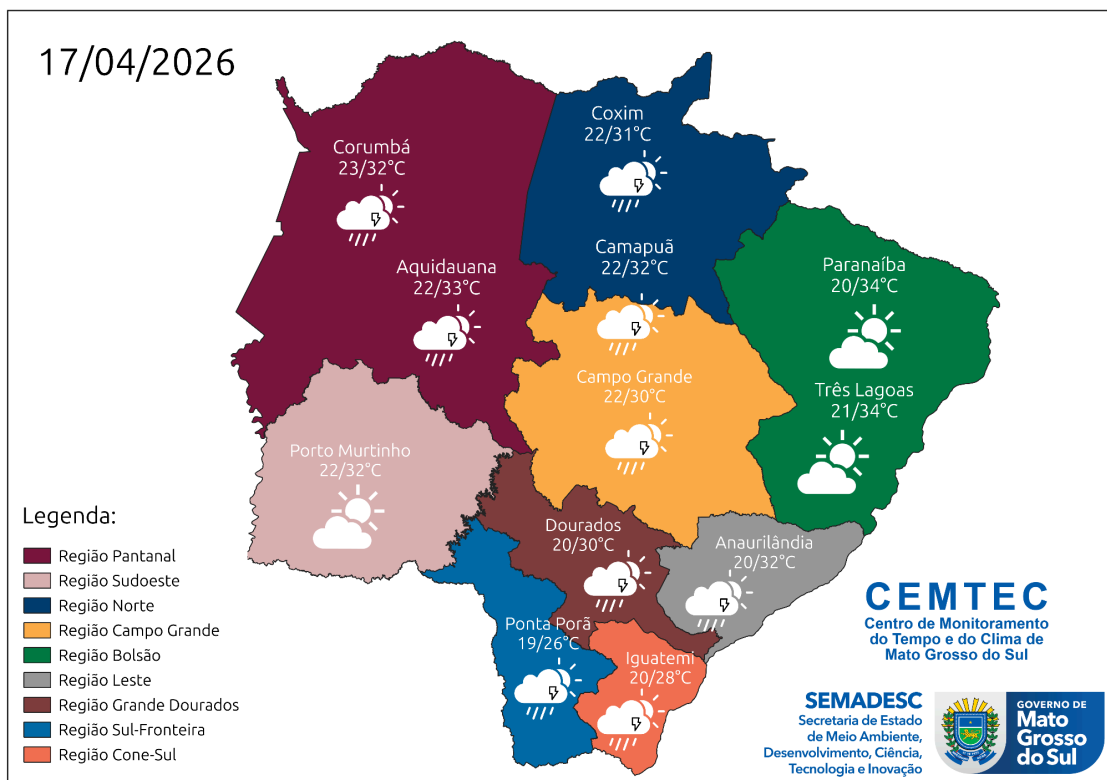 17/04/2026
Coxim
22/31°C
Corumbá
23/32°C
Camapuã
22/32°C
Aquidauana
22/33°C
Paranaíba
20/34°C
Campo Grande
22/30°C
Três Lagoas
21/34°C
Porto Murtinho
22/32°C
Dourados
20/30°C
Anaurilândia
20/32°C
Ponta Porã
19/26°C
Iguatemi
20/28°C
Legenda:
Região Pantanal
Região Sudoeste
Região Norte
Região Campo Grande
Região Bolsão
Região Leste
Região Grande Dourados
Região Sul-Fronteira
Região Cone-Sul
CEMTEC
Centro de Monitoramento
do Tempo e do Clima de
Mato Grosso do Sul
SEMADESC
Secretaria de Estado
de Meio Ambiente,
Desenvolvimento, Ciência,
Tecnologia e Inovação
GOVERNO DE
Mato
Grosso
do Sul